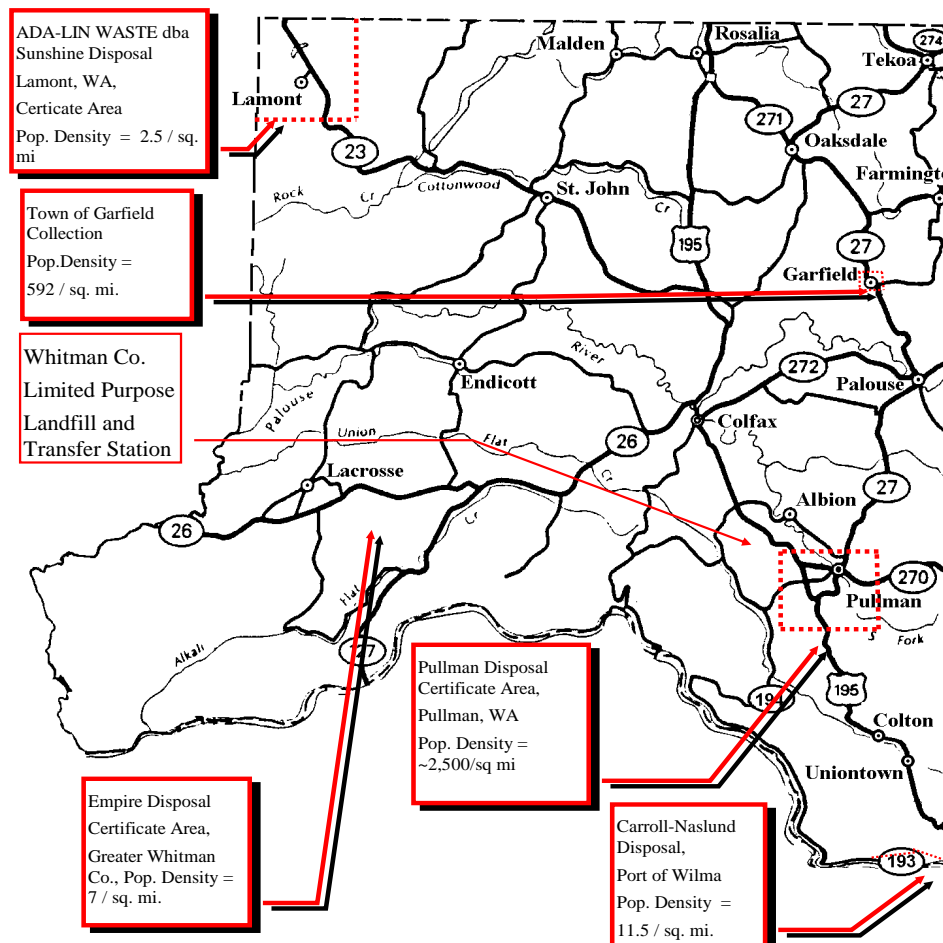 ADA-LIN WASTE dba
Sunshine Disposal
Lamont, WA,
Certicate Area
Pop. Density = 2.5 / sq.
mi
Town of Garfield
Collection
Pop.Density =
592 / sq. mi.
Whitman Co.
Limited Purpose
Landfill and
Transfer Station
Malden
Rosalia
274
Tekoa
Lamont
27
271
Oaksdale
23
Farmington
Cottonwood
Rock
Cr
St. John
Cr
195
27
Garfield
River
272
Endicott
Palouse
Palouse
Colfax
Union
Flat
26
Lacrosse
Cr
Albion
27
Cr
26
270
Pullman
Flat
S
Fork
Alkali
127
Pullman Disposal
Certificate Area,
Pullman, WA
Pop. Density =
~2,500/sq mi
195
Colton
Uniontown
Empire Disposal
Certificate Area,
Greater Whitman
Co., Pop. Density =
7 / sq. mi.
Carroll-Naslund
Disposal,
Port of Wilma
Pop. Density =
11.5 / sq. mi.
193